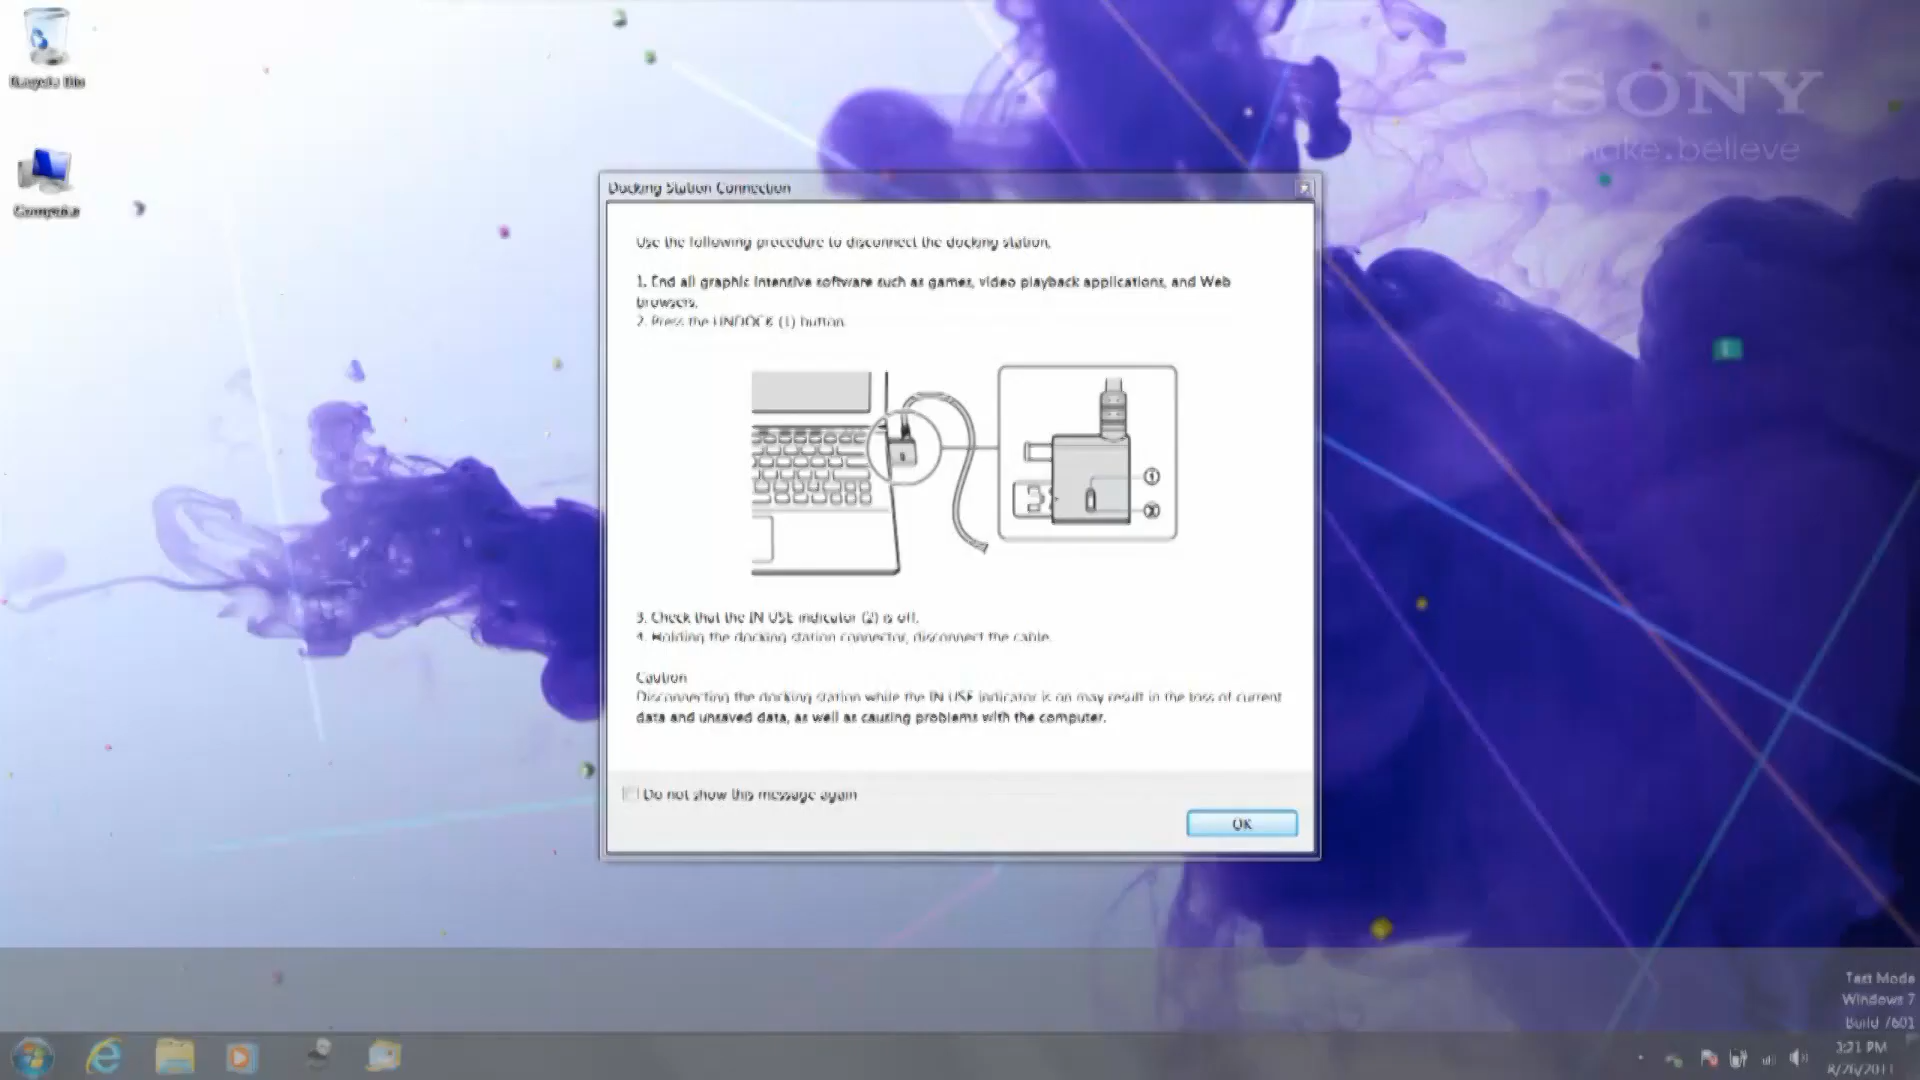 Recycle Bin
Computer
SONY
make.believe
Docking Station Connection
Use the following procedure to disconnect the docking station.
1. End all graphic intensive software such as games, video playback applications, and Web
browsers.
2. Press the UNDOCK (1) button.
1
2
3. Check that the IN USE indicator (2) is off.
4. Holding the docking station connector, disconnect the cable.
Caution
Disconnecting the docking station while the IN USE indicator is on may result in the loss of current
data and unsaved data, as well as causing problems with the computer.
Do not show this message again
OK
Test Mode
Windows 7
Build 7601
3:21 PM
8/26/2011